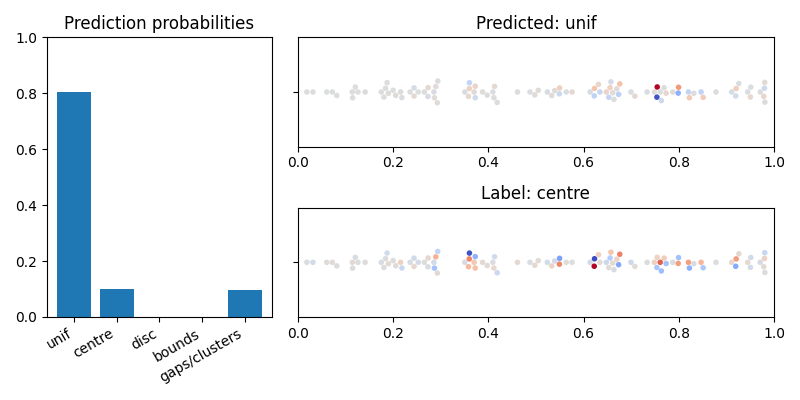 Prediction probabilities
1.0
0.8
0.6
0.4
0.2
0.0
unif
centre
disc
bounds
gaps/clusters
Predicted: unif
0.0 0.2 0.4 0.6 0.8 1.0
Label: centre
0.0 0.2 0.4 0.6 0.8 1.0